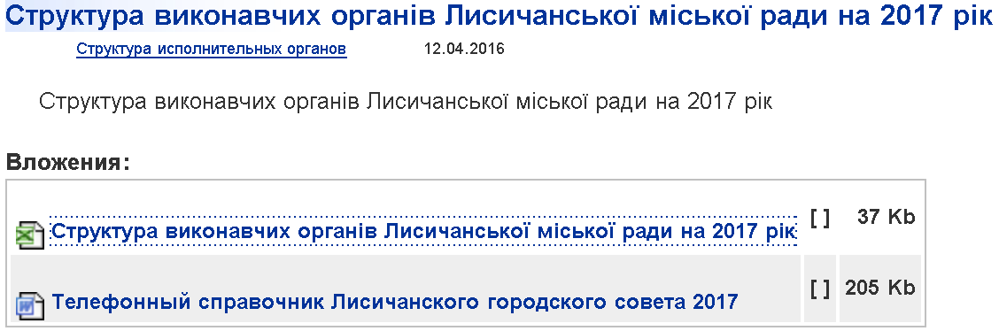 Структура виконавчих органів Лисичанської міської ради на 2017 рік
Структура исполнительных органов 12.04.2016
Структура виконавчих органів Лисичанської міської ради на 2017 рік
Вложения:
Структура виконавчих органів Лисичанської міської ради на 2017 рік [ ] 37 Kb
Телефонный справочник Лисичанского городского совета 2017 [ ] 205 Kb